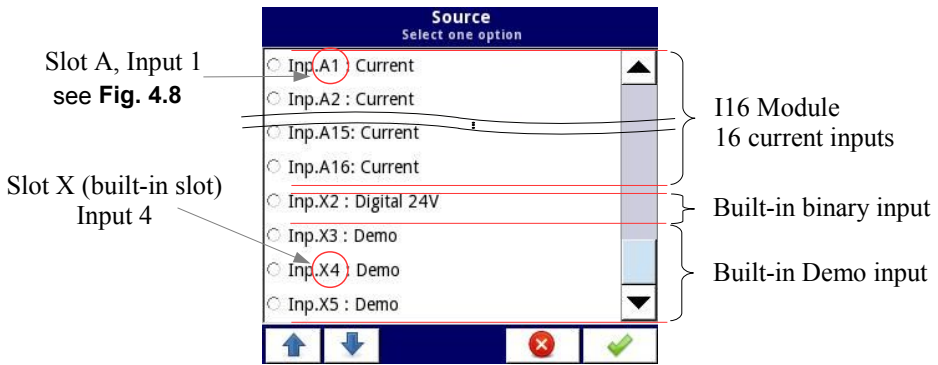 Source
Select one option
Slot A, Input 1
see Fig. 4.8
Inp.A1 : Current
Inp.A2 : Current
Inp.A15: Current
Inp.A16: Current
I16 Module
16 current inputs
Slot X (built-in slot)
Input 4
Inp.X2 : Digital 24V
Built-in binary input
Inp.X3 : Demo
Inp.X4 : Demo
Inp.X5 : Demo
Built-in Demo input